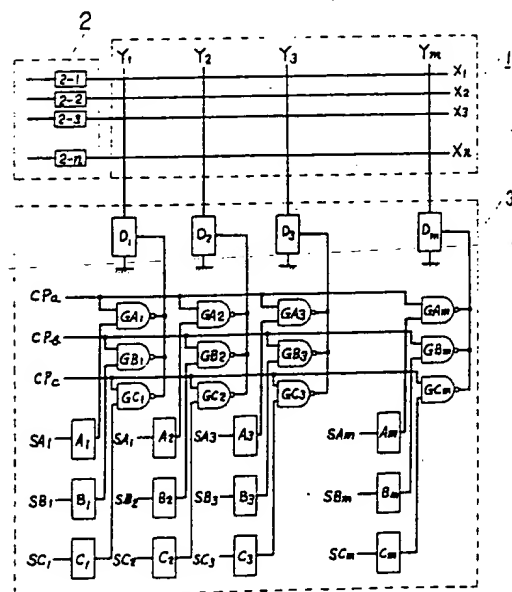 2
Y1 Y2 Y3 Ym
1
2-1 X1
2-2 X2
2-3 X3
2-n Xn
3
D1 D2 D3 Dm
CPa GA1 GA2 GA3 GAm
CPb GB1 GB2 GB3 GBm
CPc GC1 GC2 GC3 GCm
SA1 A1 SA1 A2 SA3 A3 SAm Am
SB1 B1 SB2 B2 SB3 B3 SBm Bm
SC1 C1 SC2 C2 SC3 C3 SCm Cm